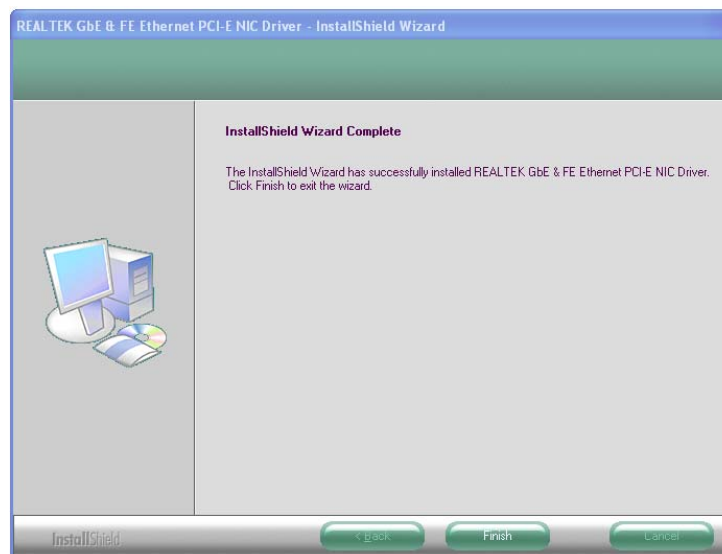 REALTEK GbE & FE Ethernet PCI-E NIC Driver - InstallShield Wizard
InstallShield Wizard Complete
The InstallShield Wizard has successfully installed REALTEK GbE & FE Ethernet PCI-E NIC Driver.
Click Finish to exit the wizard.
InstallShield
< Back
Finish
Cancel